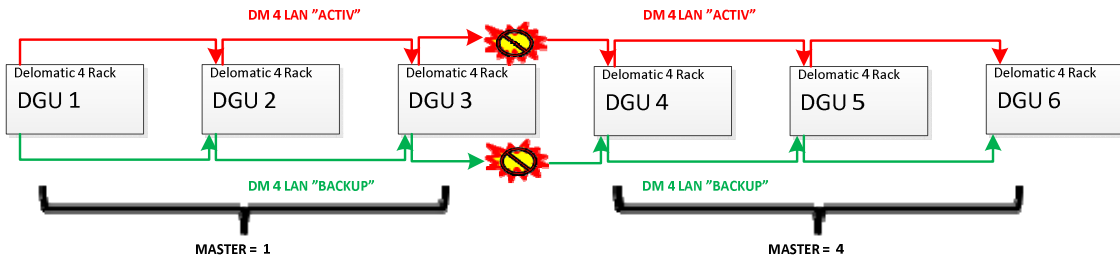 DM 4 LAN ”ACTIV”
DM 4 LAN ”ACTIV”
Delomatic 4 Rack
DGU 1
Delomatic 4 Rack
DGU 2
Delomatic 4 Rack
DGU 3
Delomatic 4 Rack
DGU 4
Delomatic 4 Rack
DGU 5
Delomatic 4 Rack
DGU 6
DM 4 LAN ”BACKUP”
DM 4 LAN ”BACKUP”
MASTER = 1
MASTER = 4